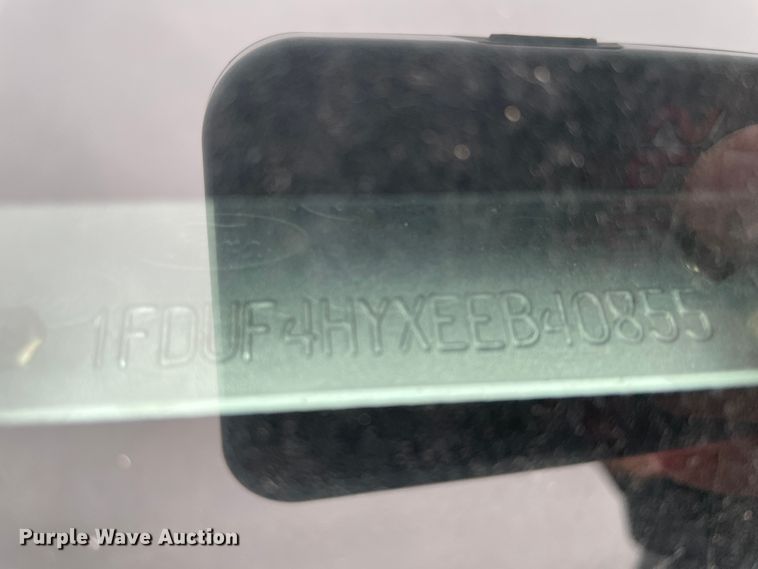 1FDUF4HYXEEB40855
Purple Wave Auction